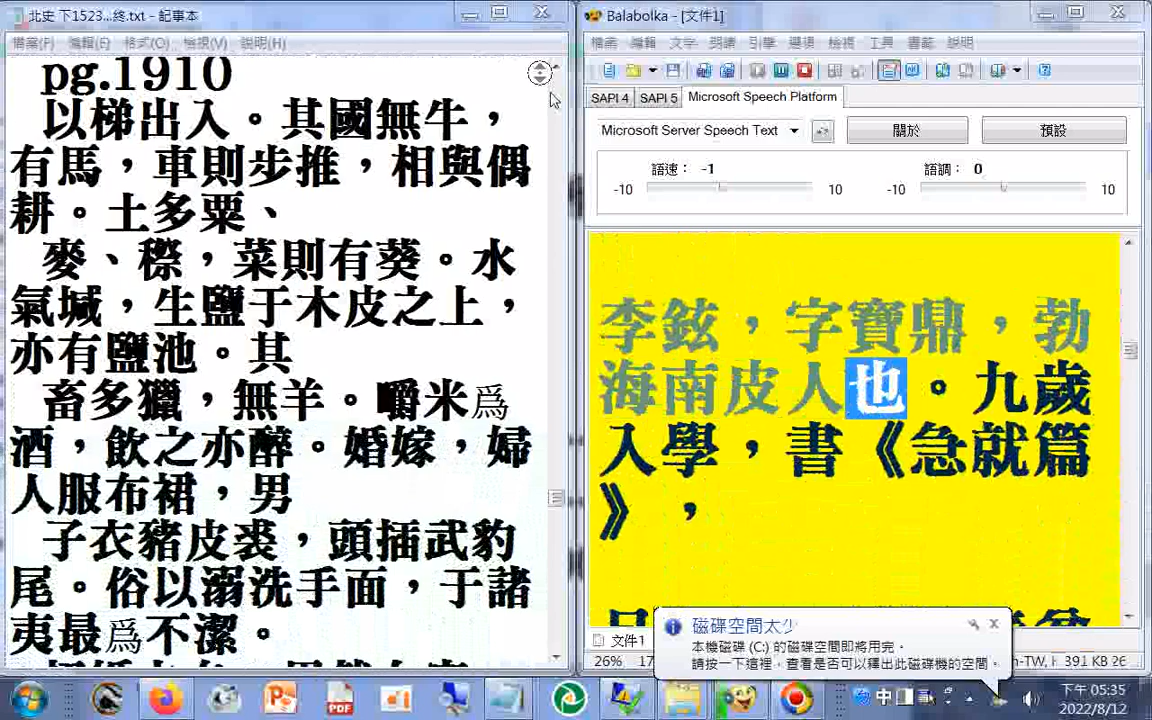 北史 下1523...終.txt - 記事本
檔案(F) 編輯(E) 格式(O) 檢視(V) 說明(H)
pg.1910
以梯出入。其國無牛，
有馬，車則步推，相與偶
耕。土多粟、
麥、穄，菜則有葵。水
氣堿，生鹽于木皮之上，
亦有鹽池。其
畜多獵，無羊。嚼米爲
酒，飲之亦醉。婚嫁，婦
人服布裙，男
子衣豬皮裘，頭插武豹
尾。俗以溺洗手面，于諸
夷最爲不潔。
Balabolka - [文件1]
檔案 編輯 文字 朗讀 引擎 選項 檢視 工具 書籤 說明
SAPI 4 SAPI 5 Microsoft Speech Platform
Microsoft Server Speech Text 關於 預設
語速： -1 語調： 0
-10 10 -10 10
李鉉，字寶鼎，勃
海南皮人也。九歲
入學，書《急就篇
》，
文件1
26%
391 KB
磁碟空間太少
本機磁碟 (C:) 的磁碟空間即將用完。
請按一下這裡，查看是否可以釋出此磁碟機的空間。
PDF
中
下午 05:35
2022/8/12